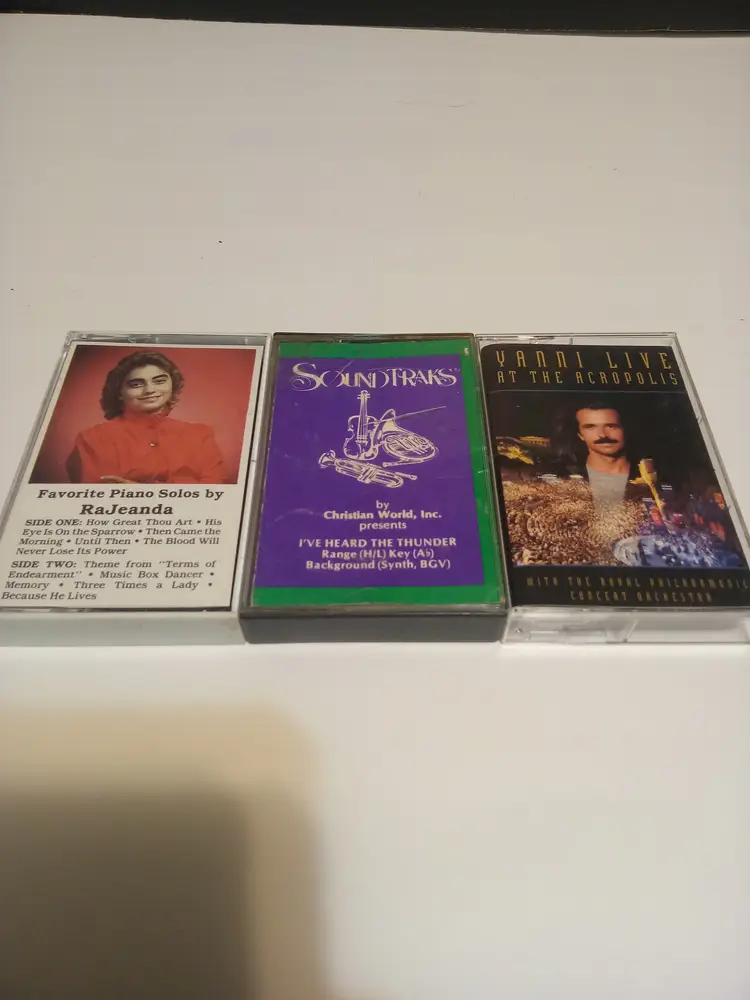 Favorite Piano Solos by
RaJeanda
SIDE ONE: How Great Thou Art • His
Eye Is On the Sparrow • Then Came the
Morning • Until Then • The Blood Will
Never Lose Its Power
SIDE TWO: Theme from "Terms of
Endearment" • Music Box Dancer •
Memory • Three Times a Lady •
Because He Lives
SOUNDTRAKS
by
Christian World, Inc.
presents
I'VE HEARD THE THUNDER
Range (H/L) Key (A♭)
Background (Synth, BGV)
YANNI LIVE
AT THE ACROPOLIS
WITH THE ROYAL PHILHARMONIC
CONCERT ORCHESTRA